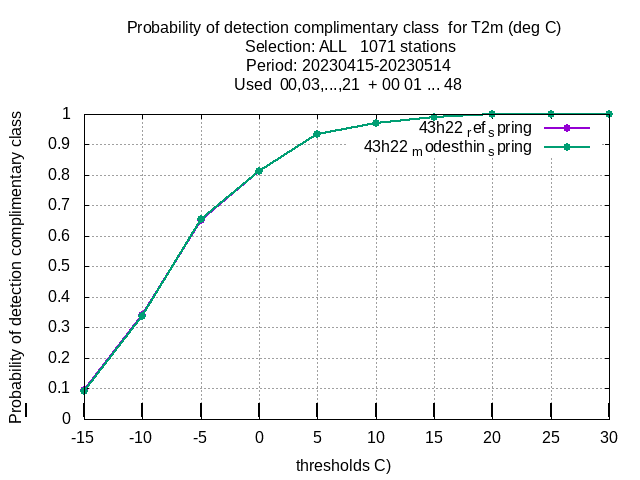 Probability of detection complimentary class  for T2m (deg C)
Selection: ALL   1071 stations
Period: 20230415-20230514
Used  00,03,...,21  + 00 01 ... 48
Probability of detection complimentary class
1
0.9
0.8
0.7
0.6
0.5
0.4
0.3
0.2
0.1
0
43h22 ref spring
43h22 modesthin spring
-15 -10 -5 0 5 10 15 20 25 30
thresholds C)